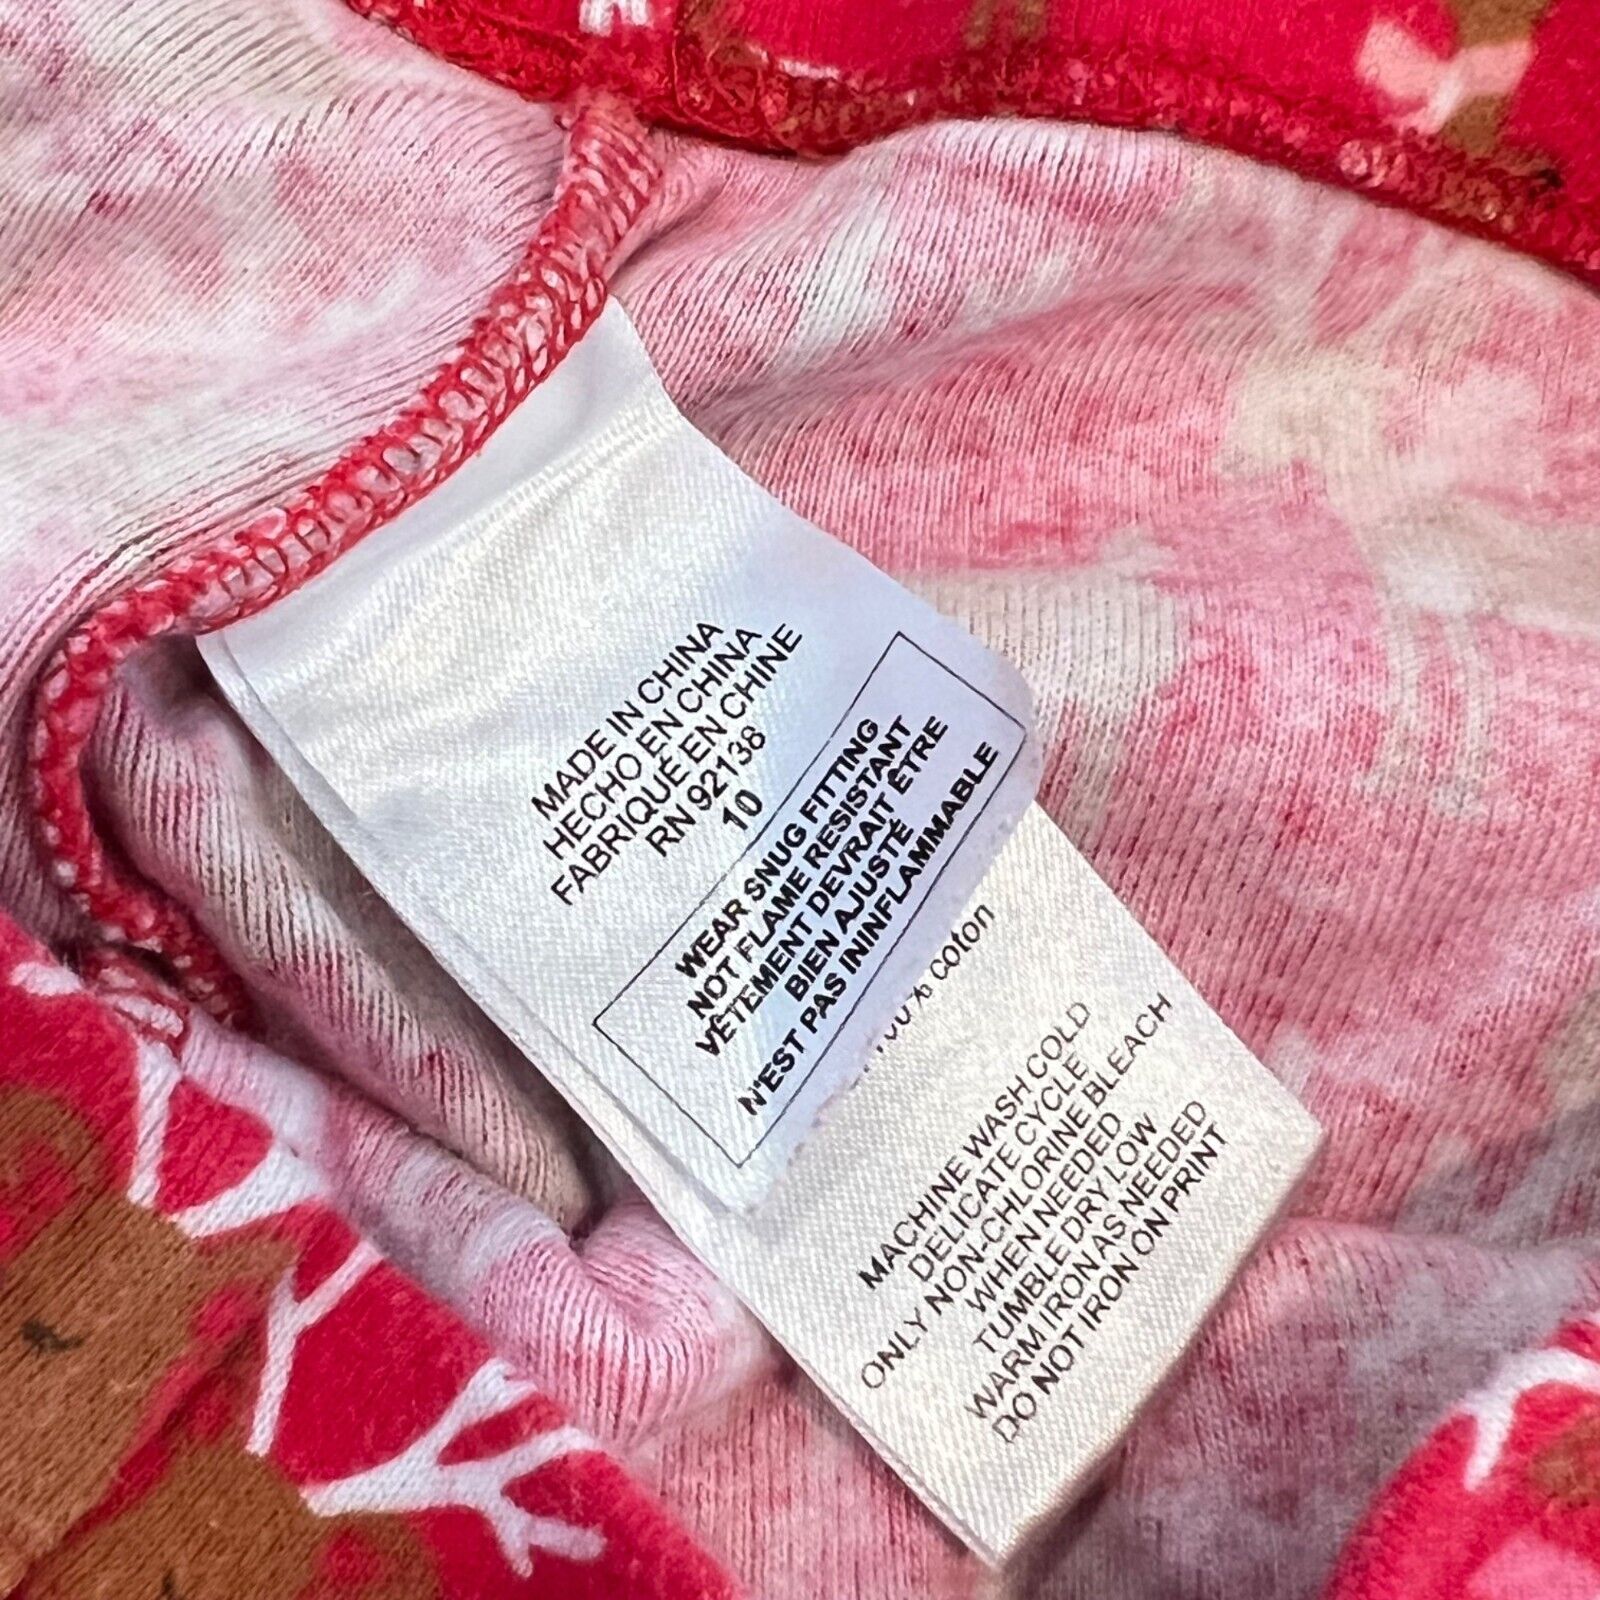 MADE IN CHINA
HECHO EN CHINA
FABRIQUÉ EN CHINE
RN 92138
10
WEAR SNUG FITTING
NOT FLAME RESISTANT
VÊTEMENT DEVRAIT ÊTRE
BIEN AJUSTÉ
N'EST PAS ININFLAMMABLE
coton
MACHINE WASH COLD
DELICATE CYCLE
ONLY NON-CHLORINE BLEACH
WHEN NEEDED
TUMBLE DRY LOW
WARM IRON AS NEEDED
DO NOT IRON ON PRINT